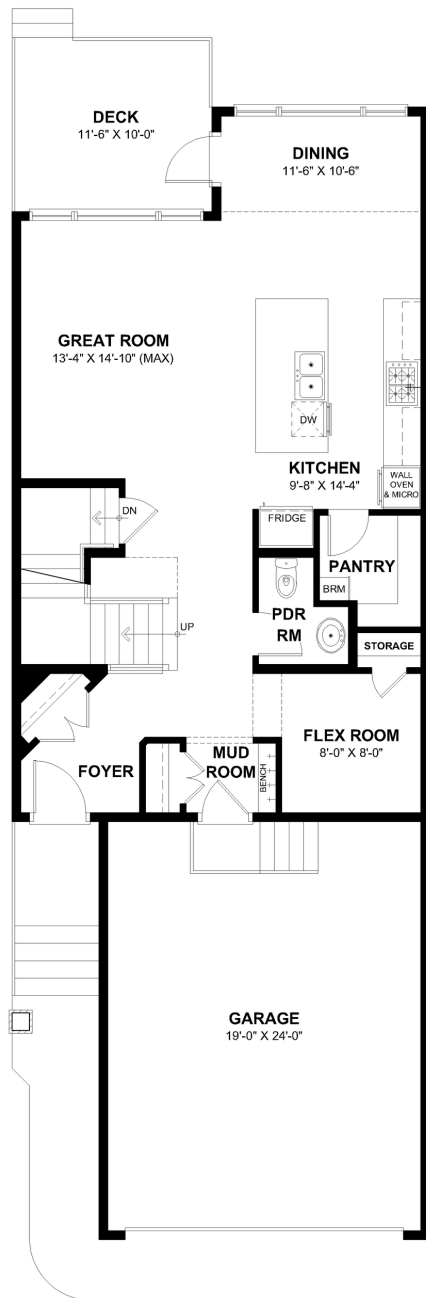 DECK
11'-6" X 10'-0"
DINING
11'-6" X 10'-6"
GREAT ROOM
13'-4" X 14'-10" (MAX)
DW
KITCHEN
9'-8" X 14'-4"
WALL
OVEN
& MICRO
DN
FRIDGE
PANTRY
BRM
PDR
RM
UP
STORAGE
FLEX ROOM
8'-0" X 8'-0"
MUD
ROOM
BENCH
FOYER
GARAGE
19'-0" X 24'-0"